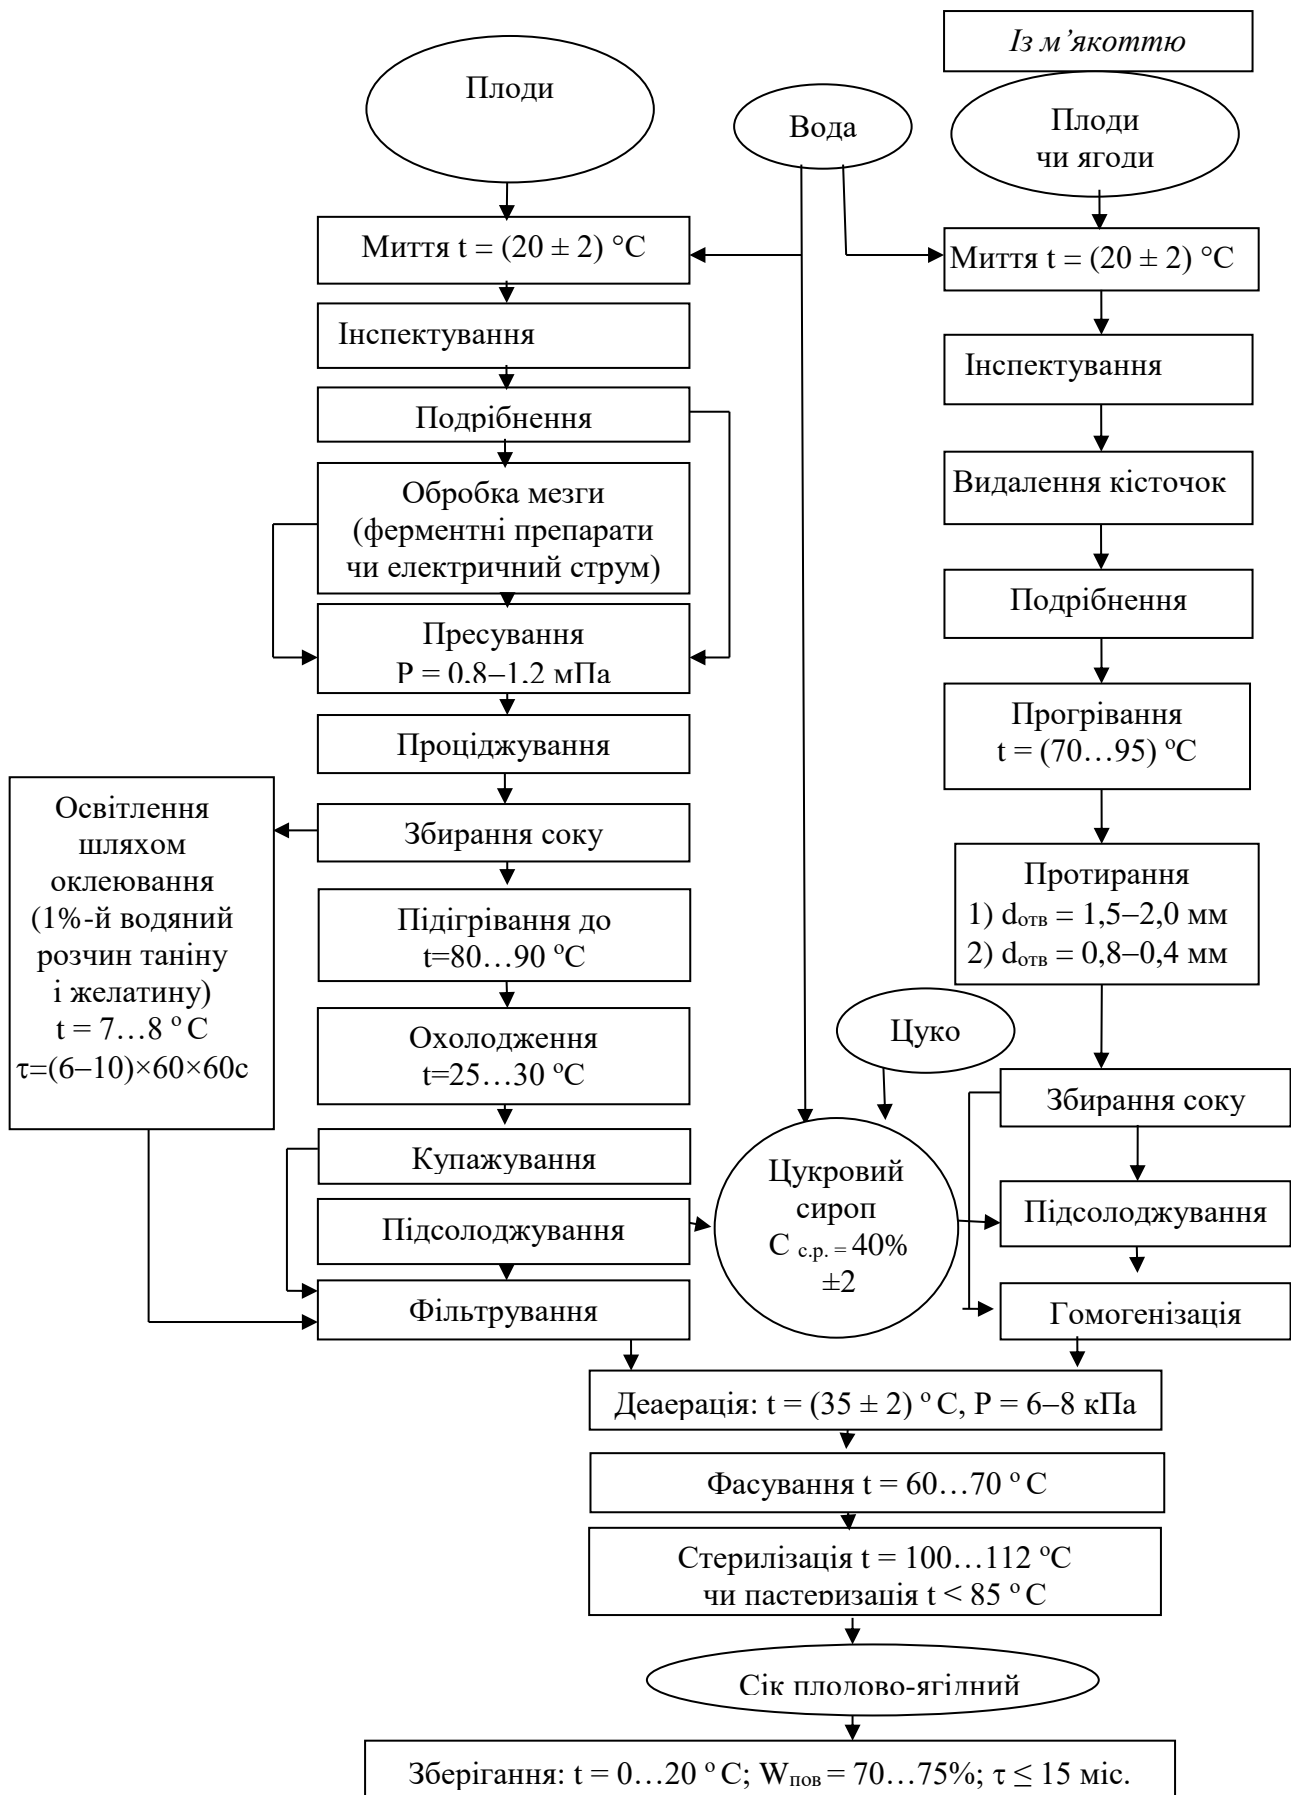 Із м’якоттю
Плоди
Вода
Плоди
чи ягоди
Миття t = (20 ± 2) °С
Миття t = (20 ± 2) °С
Інспектування
Інспектування
Подрібнення
Видалення кісточок
Обробка мезги
(ферментні препарати
чи електричний струм)
Подрібнення
Пресування
Р = 0,8–1,2 мПа
Прогрівання
t = (70…95) ºС
Проціджування
Освітлення
шляхом
оклеювання
(1%-й водяний
розчин таніну
і желатину)
t = 7…8 º С
τ=(6–10)×60×60с
Збирання соку
Протирання
1) dотв = 1,5–2,0 мм
2) dотв = 0,8–0,4 мм
Підігрівання до
t=80…90 ºС
Охолодження
t=25…30 ºС
Цуко
Збирання соку
Купажування
Цукровий
сироп
С с.р. = 40%
±2
Підсолоджування
Підсолоджування
Фільтрування
Гомогенізація
Деаерація: t = (35 ± 2) º С, Р = 6–8 кПа
Фасування t = 60…70 º С
Стерилізація t = 100…112 ºС
чи пастеризація t < 85 º С
Сік плодово-ягідний
Зберігання: t = 0…20 º С; Wпов = 70…75%; τ ≤ 15 міс.